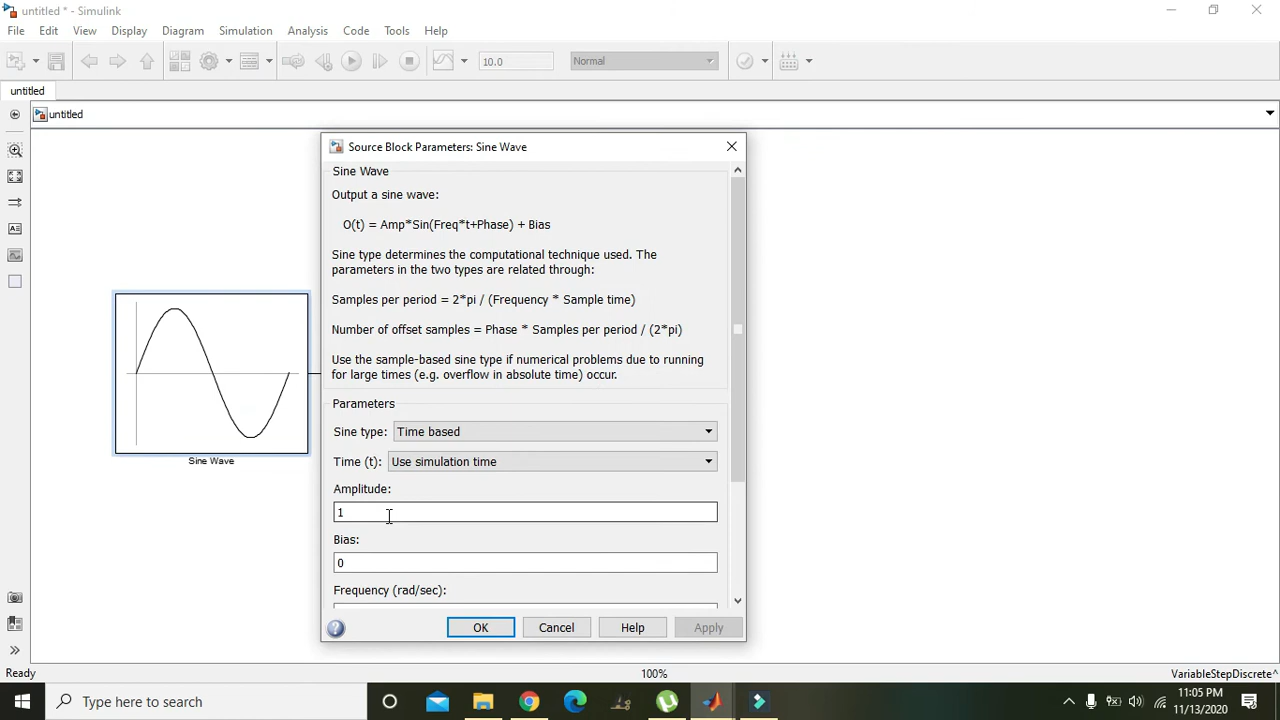 untitled * - Simulink
File Edit View Display Diagram Simulation Analysis Code Tools Help
10.0
Normal
untitled
untitled
Source Block Parameters: Sine Wave
Sine Wave
Output a sine wave:
O(t) = Amp*Sin(Freq*t+Phase) + Bias
Sine type determines the computational technique used. The
parameters in the two types are related through:
Samples per period = 2*pi / (Frequency * Sample time)
Number of offset samples = Phase * Samples per period / (2*pi)
Use the sample-based sine type if numerical problems due to running
for large times (e.g. overflow in absolute time) occur.
Parameters
Sine type: Time based
Time (t): Use simulation time
Amplitude:
1
Bias:
0
Frequency (rad/sec):
OK Cancel Help Apply
Sine Wave
Ready
100%
VariableStepDiscrete^
Type here to search
11:05 PM
11/13/2020